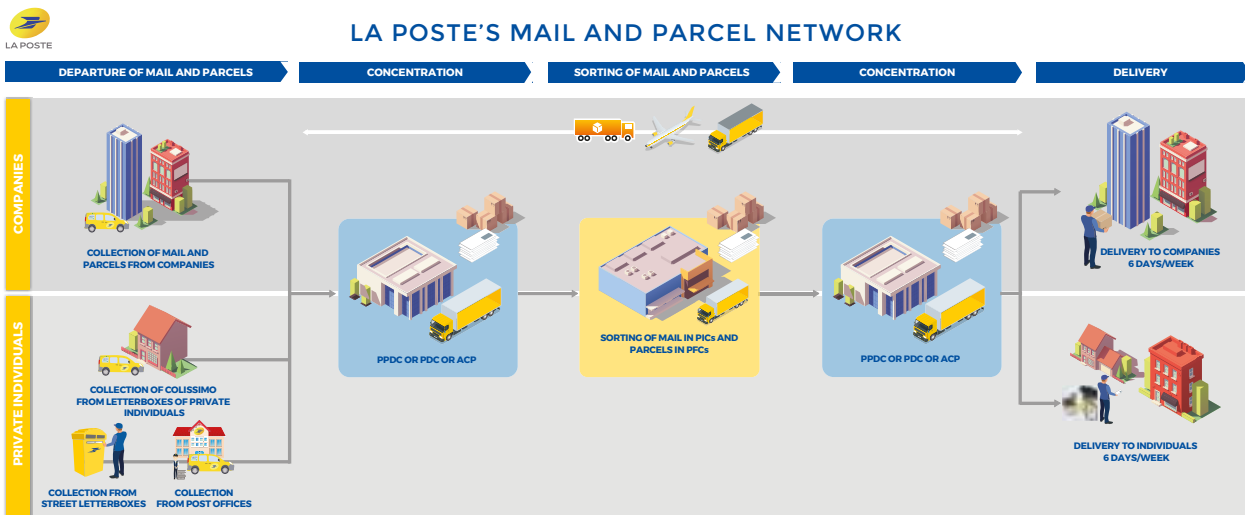 LA POSTE
LA POSTE'S MAIL AND PARCEL NETWORK
DEPARTURE OF MAIL AND PARCELS
CONCENTRATION
SORTING OF MAIL AND PARCELS
CONCENTRATION
DELIVERY
COMPANIES
COLLECTION OF MAIL AND
PARCELS FROM COMPANIES
PRIVATE INDIVIDUALS
COLLECTION OF COLISSIMO
FROM LETTERBOXES OF PRIVATE
INDIVIDUALS
COLLECTION FROM
STREET LETTERBOXES
COLLECTION
FROM POST OFFICES
PPDC OR PDC OR ACP
SORTING OF MAIL IN PICs AND
PARCELS IN PFCs
PPDC OR PDC OR ACP
DELIVERY TO COMPANIES
6 DAYS/WEEK
DELIVERY TO INDIVIDUALS
6 DAYS/WEEK